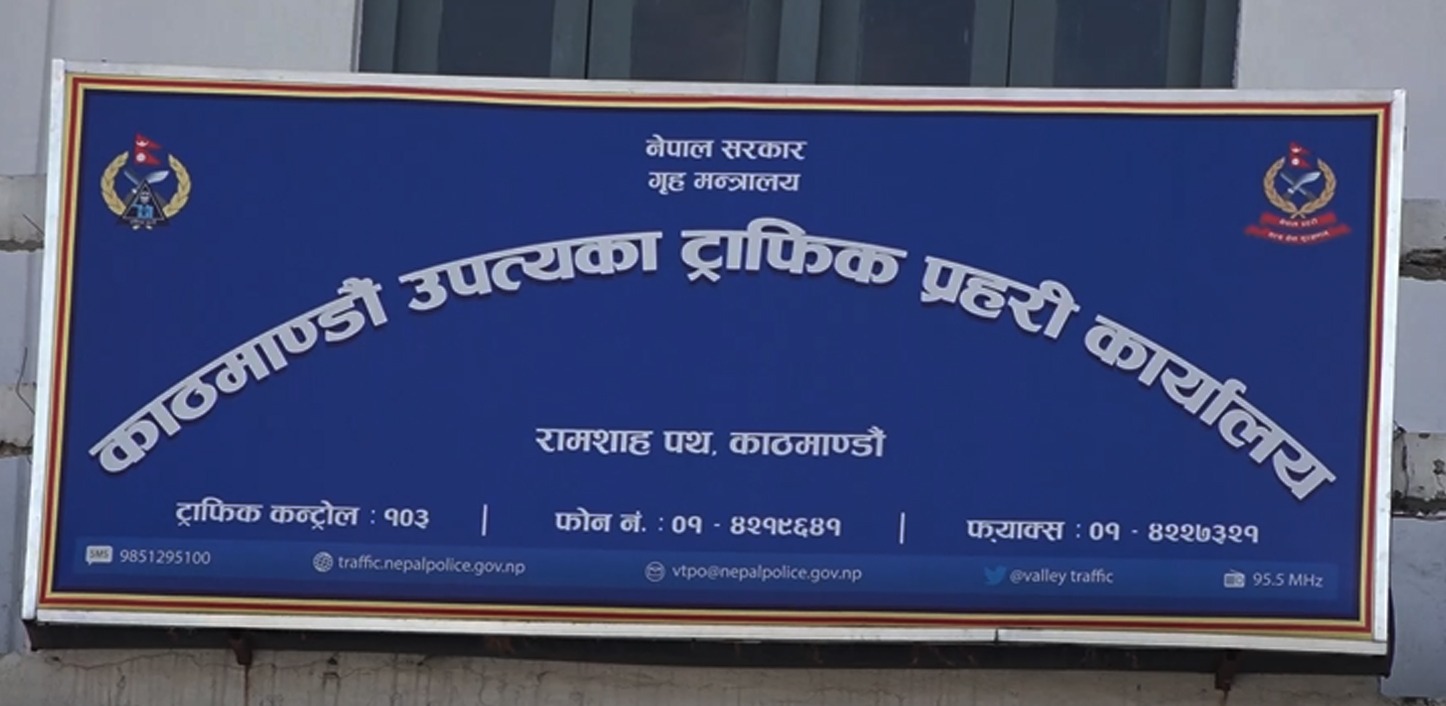 नेपाल सरकार
गृह मन्त्रालय
काठमाण्डौं उपत्यका ट्राफिक प्रहरी कार्यालय
रामशाह पथ, काठमाण्डौं
ट्राफिक कन्ट्रोल : १०३ | फोन नं. : ०१ - ४२१९६४१ | फ्याक्स : ०१ - ४२२७३२१
SMS 9851295100 traffic.nepalpolice.gov.np vtpo@nepalpolice.gov.np @valley traffic 95.5 MHz